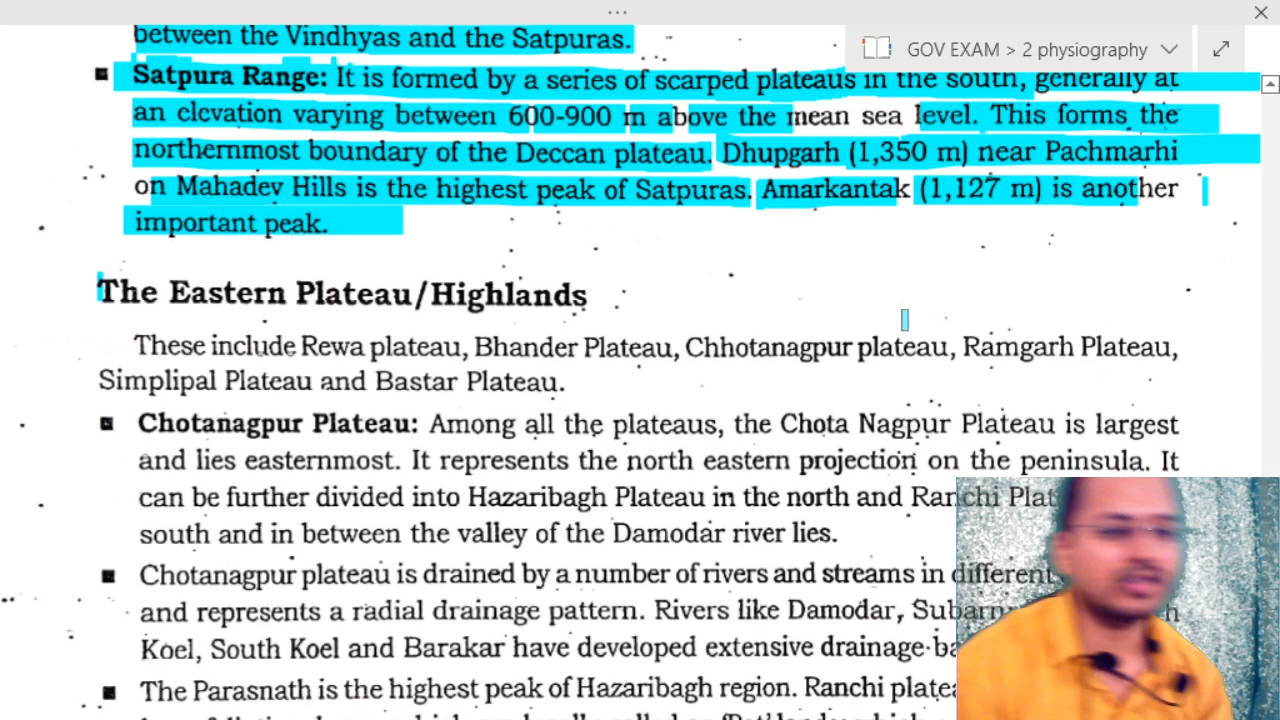 between the Vindhyas and the Satpuras.
GOV EXAM > 2 physiography
Satpura Range: It is formed by a series of scarped plateaus in the south, generally at
an elevation varying between 600-900 m above the mean sea level. This forms the
northernmost boundary of the Deccan plateau. Dhupgarh (1,350 m) near Pachmarhi
on Mahadev Hills is the highest peak of Satpuras. Amarkantak (1,127 m) is another
important peak.
The Eastern Plateau/Highlands
These include Rewa plateau, Bhander Plateau, Chhotanagpur plateau, Ramgarh Plateau,
Simplipal Plateau and Bastar Plateau.
Chotanagpur Plateau: Among all the plateaus, the Chota Nagpur Plateau is largest
and lies easternmost. It represents the north eastern projection on the peninsula. It
can be further divided into Hazaribagh Plateau in the north and Ranchi Plat
south and in between the valley of the Damodar river lies.
Chotanagpur plateau is drained by a number of rivers and streams in different
and represents a radial drainage pattern. Rivers like Damodar, Subarn h
Koel, South Koel and Barakar have developed extensive drainage ba
The Parasnath is the highest peak of Hazaribagh region. Ranchi plate